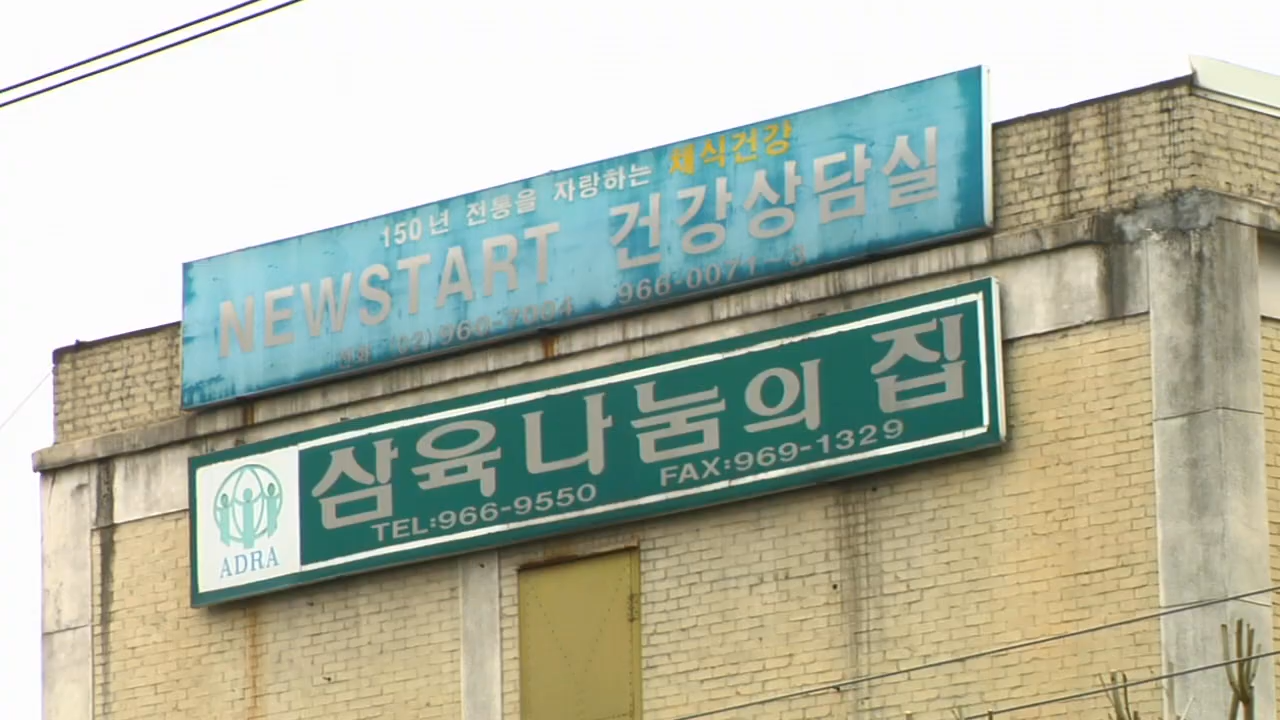 150년 전통을 자랑하는 채식건강
NEWSTART 건강상담실
(02) 966-0071~3
삼육나눔의 집
TEL:966-9550 FAX:969-1329
ADRA